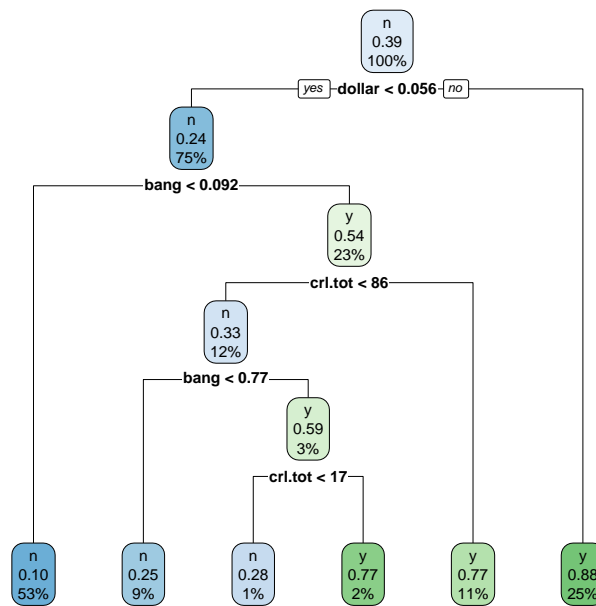 n
0.39
100%
yes dollar < 0.056 no
n
0.24
75%
bang < 0.092
y
0.54
23%
crl.tot < 86
n
0.33
12%
bang < 0.77
y
0.59
3%
crl.tot < 17
n
0.10
53%
n
0.25
9%
n
0.28
1%
y
0.77
2%
y
0.77
11%
y
0.88
25%